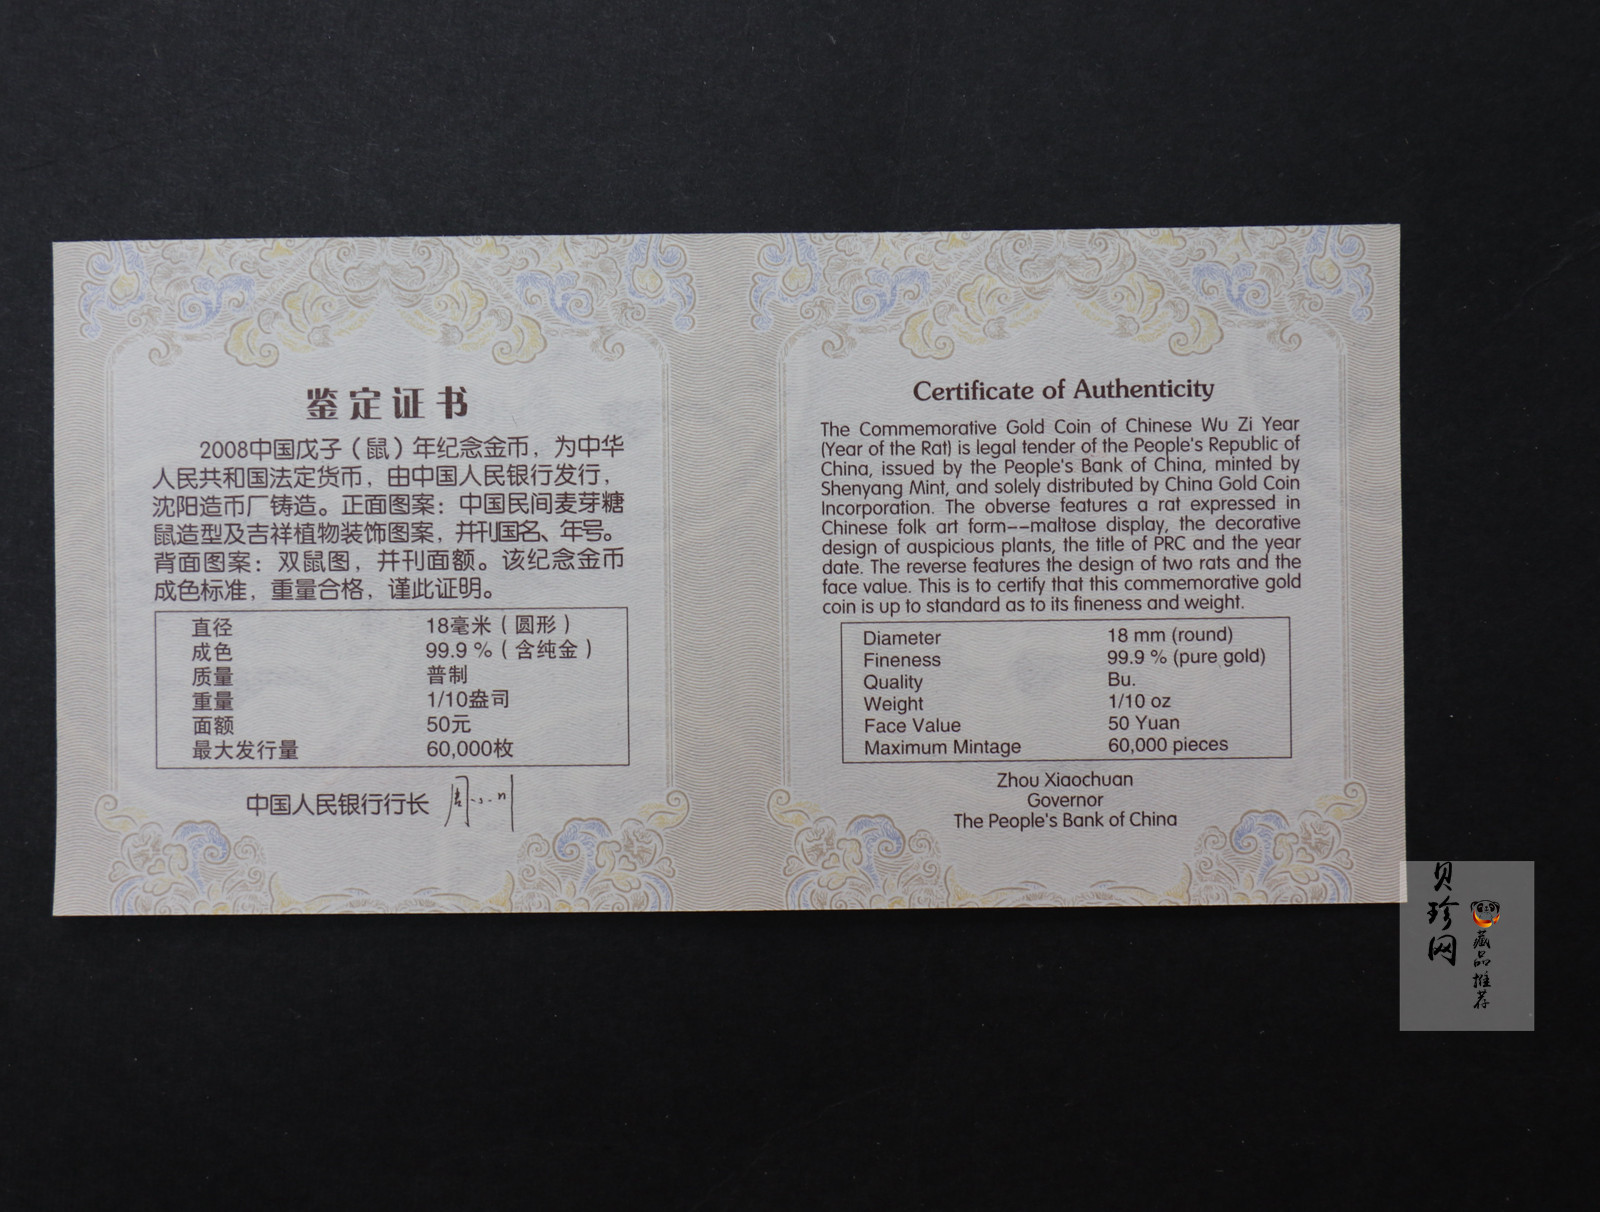 鉴定证书
2008中国戊子（鼠）年纪念金币，为中华
人民共和国法定货币，由中国人民银行发行，
沈阳造币厂铸造。正面图案：中国民间麦芽糖
鼠造型及吉祥植物装饰图案，并刊国名、年号。
背面图案：双鼠图，并刊面额。该纪念金币
成色标准，重量合格，谨此证明。
直径 18毫米（圆形）
成色 99.9 %（含纯金）
质量 普制
重量 1/10盎司
面额 50元
最大发行量 60,000枚
中国人民银行行长 周小川
Certificate of Authenticity
The Commemorative Gold Coin of Chinese Wu Zi Year
(Year of the Rat) is legal tender of the People's Republic of
China, issued by the People's Bank of China, minted by
Shenyang Mint, and solely distributed by China Gold Coin
Incorporation. The obverse features a rat expressed in
Chinese folk art form--maltose display, the decorative
design of auspicious plants, the title of PRC and the year
date. The reverse features the design of two rats and the
face value. This is to certify that this commemorative gold
coin is up to standard as to its fineness and weight.
Diameter 18 mm (round)
Fineness 99.9 % (pure gold)
Quality Bu.
Weight 1/10 oz
Face Value 50 Yuan
Maximum Mintage 60,000 pieces
Zhou Xiaochuan
Governor
The People's Bank of China
贝珍网
藏品推荐